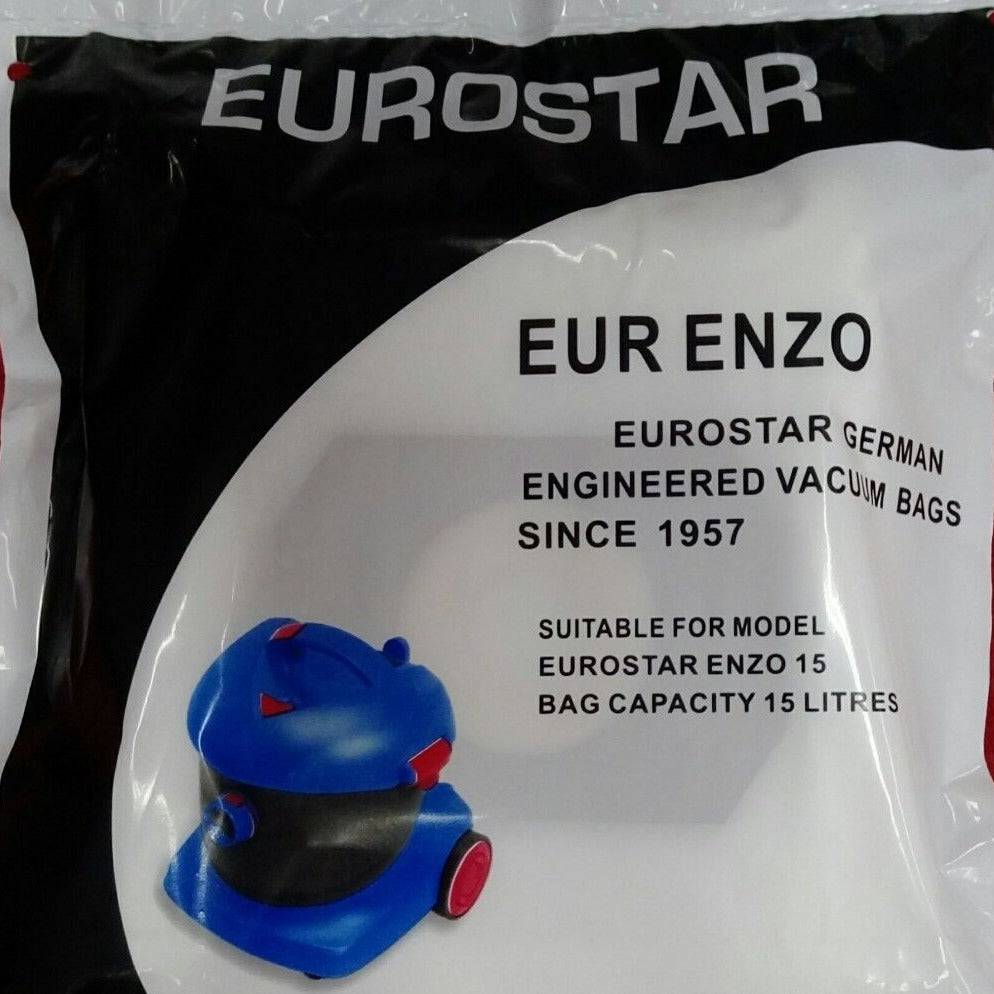 EUROSTAR
EUR ENZO
EUROSTAR GERMAN
ENGINEERED VACUUM BAGS
SINCE 1957
SUITABLE FOR MODEL
EUROSTAR ENZO 15
BAG CAPACITY 15 LITRES